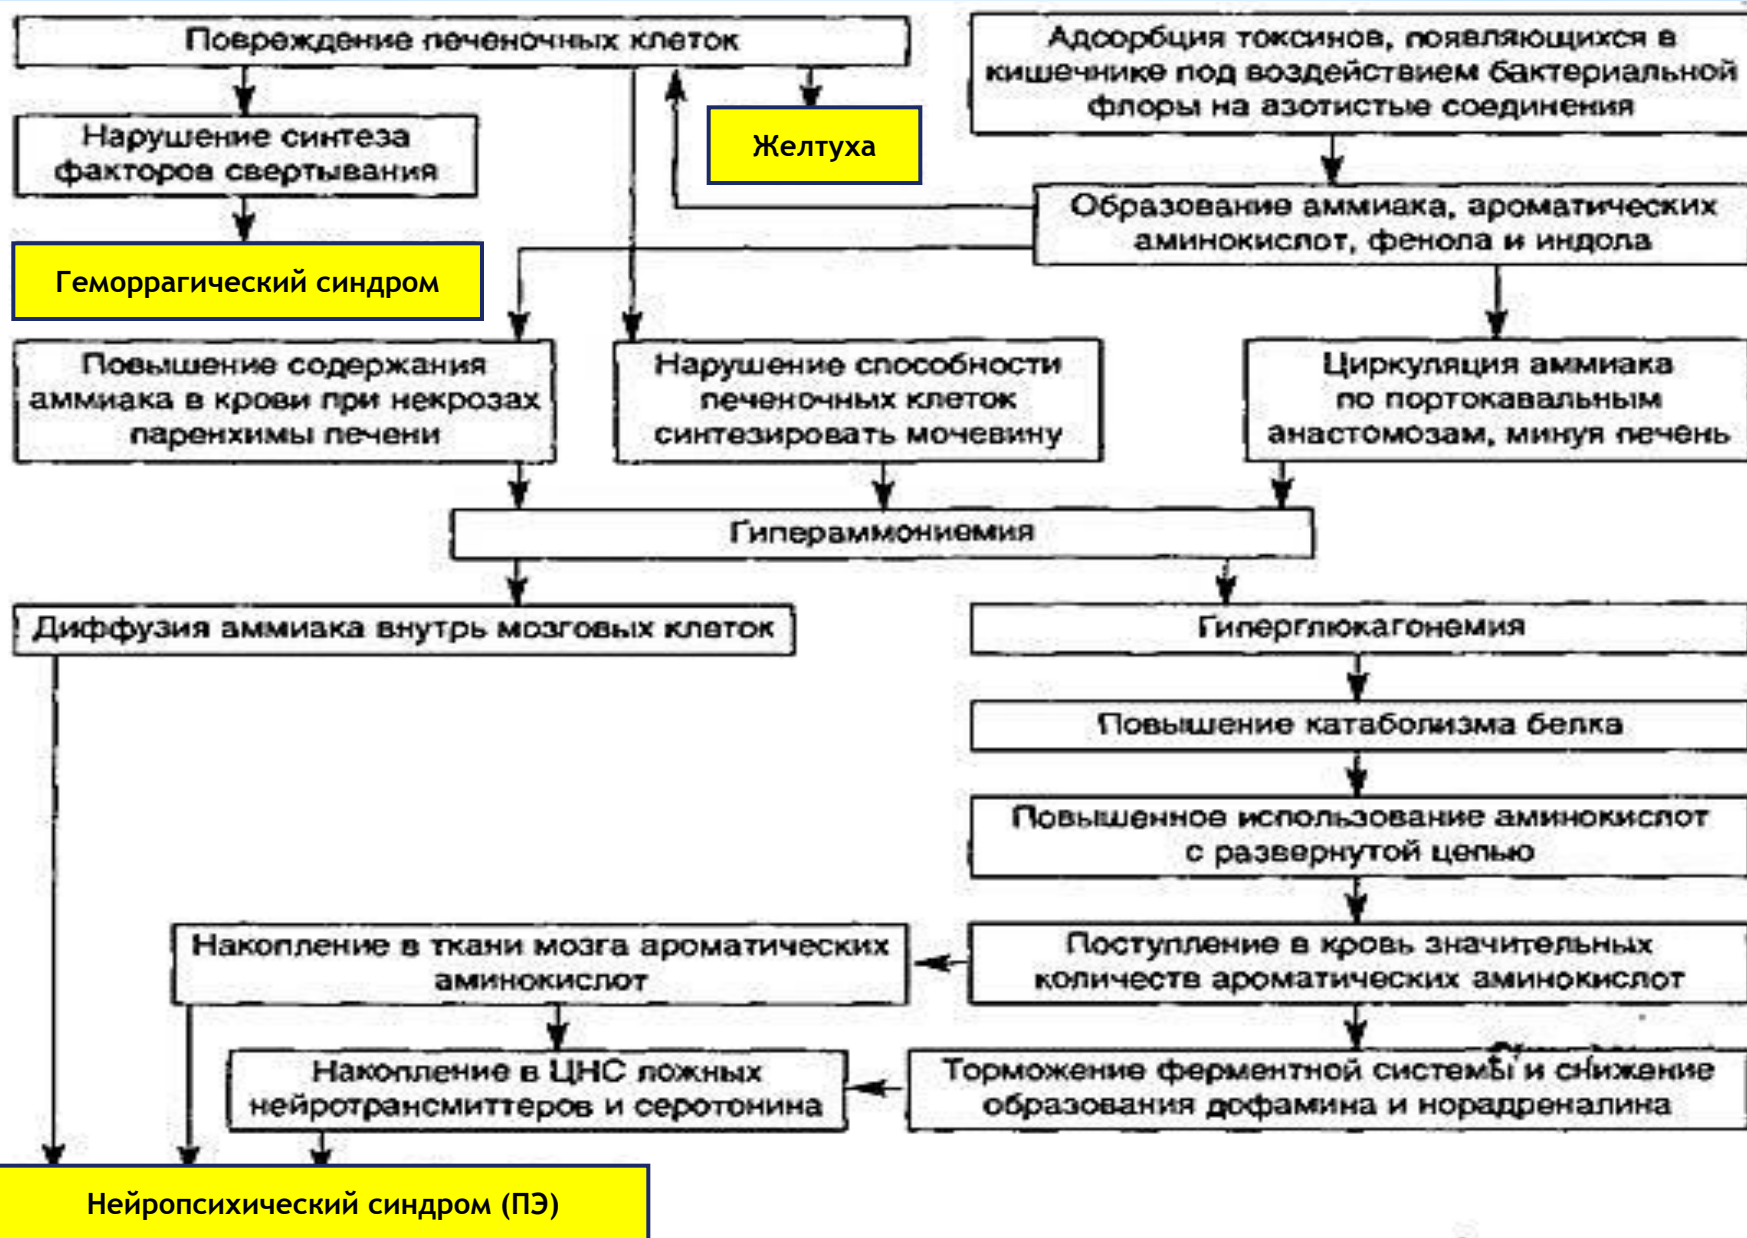 Повреждение печеночных клеток
Адсорбция токсинов, появляющихся в
кишечнике под воздействием бактериальной
флоры на азотистые соединения
Нарушение синтеза
факторов свертывания
Желтуха
Образование аммиака, ароматических
аминокислот, фенола и индола
Геморрагический синдром
Повышение содержания
аммиака в крови при некрозах
паренхимы печени
Нарушение способности
печеночных клеток
синтезировать мочевину
Циркуляция аммиака
по портокавальным
анастомозам, минуя печень
Гипераммониемия
Диффузия аммиака внутрь мозговых клеток
Гиперглюкагонемия
Повышение катаболизма белка
Повышенное использование аминокислот
с развернутой цепью
Накопление в ткани мозга ароматических
аминокислот
Поступление в кровь значительных
количеств ароматических аминокислот
Накопление в ЦНС ложных
нейротрансмиттеров и серотонина
Торможение ферментной системы и снижение
образования дофамина и норадреналина
Нейропсихический синдром (ПЭ)